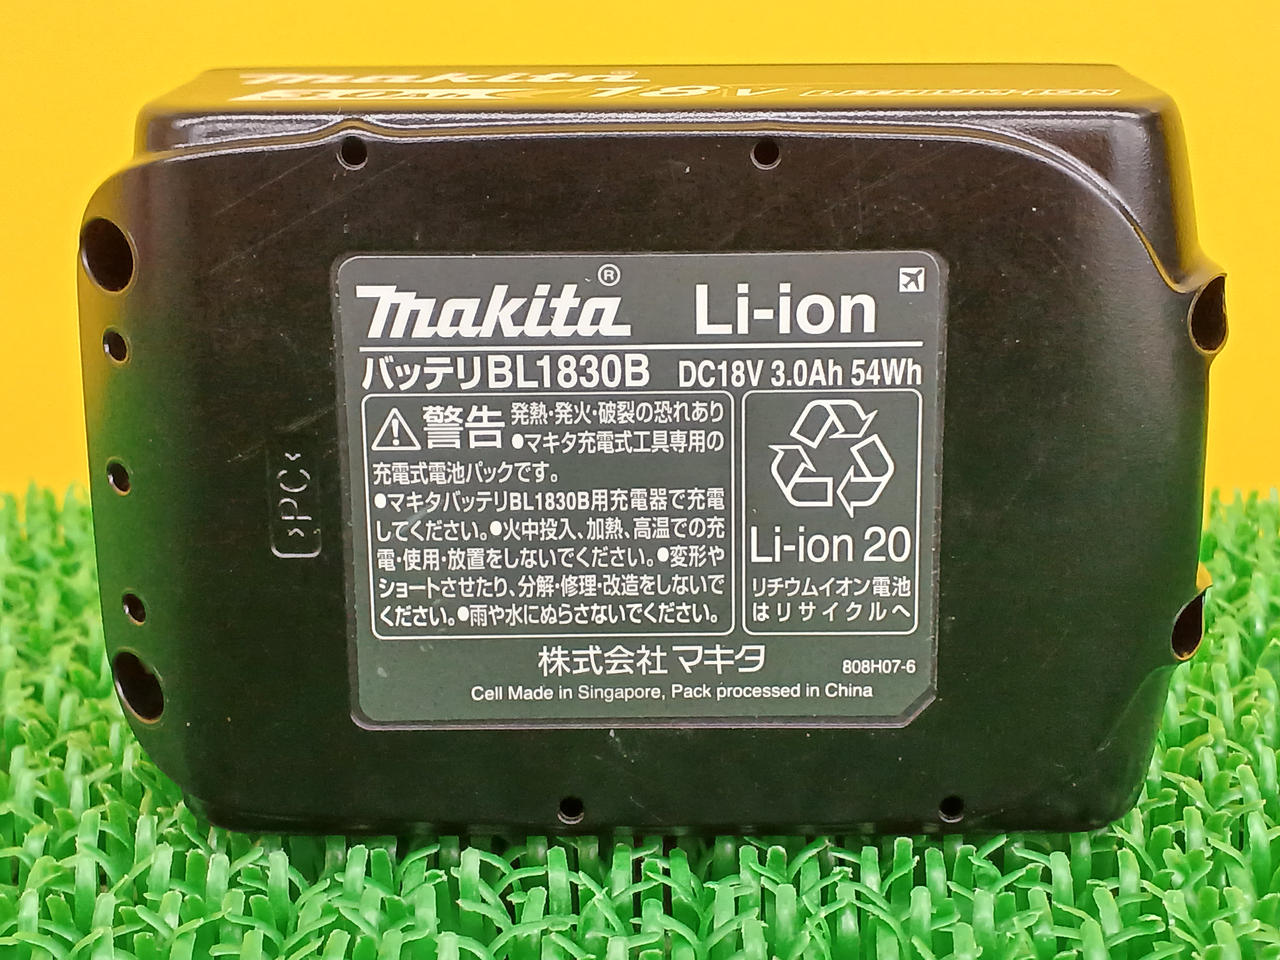 makita®
18V
makita®
Li-ion
バッテリBL1830B DC18V 3.0Ah 54Wh
警告 発熱・発火・破裂の恐れあり
●マキタ充電式工具専用の
充電式電池パックです。
●マキタバッテリBL1830B用充電器で充電
してください。●火中投入、加熱、高温での充
電・使用・放置をしないでください。●変形や
ショートさせたり、分解・修理・改造をしないで
ください。●雨や水にぬらさないでください。
Li-ion 20
リチウムイオン電池
はリサイクルへ
株式会社マキタ
808H07-6
Cell Made in Singapore, Pack processed in China
>PC<